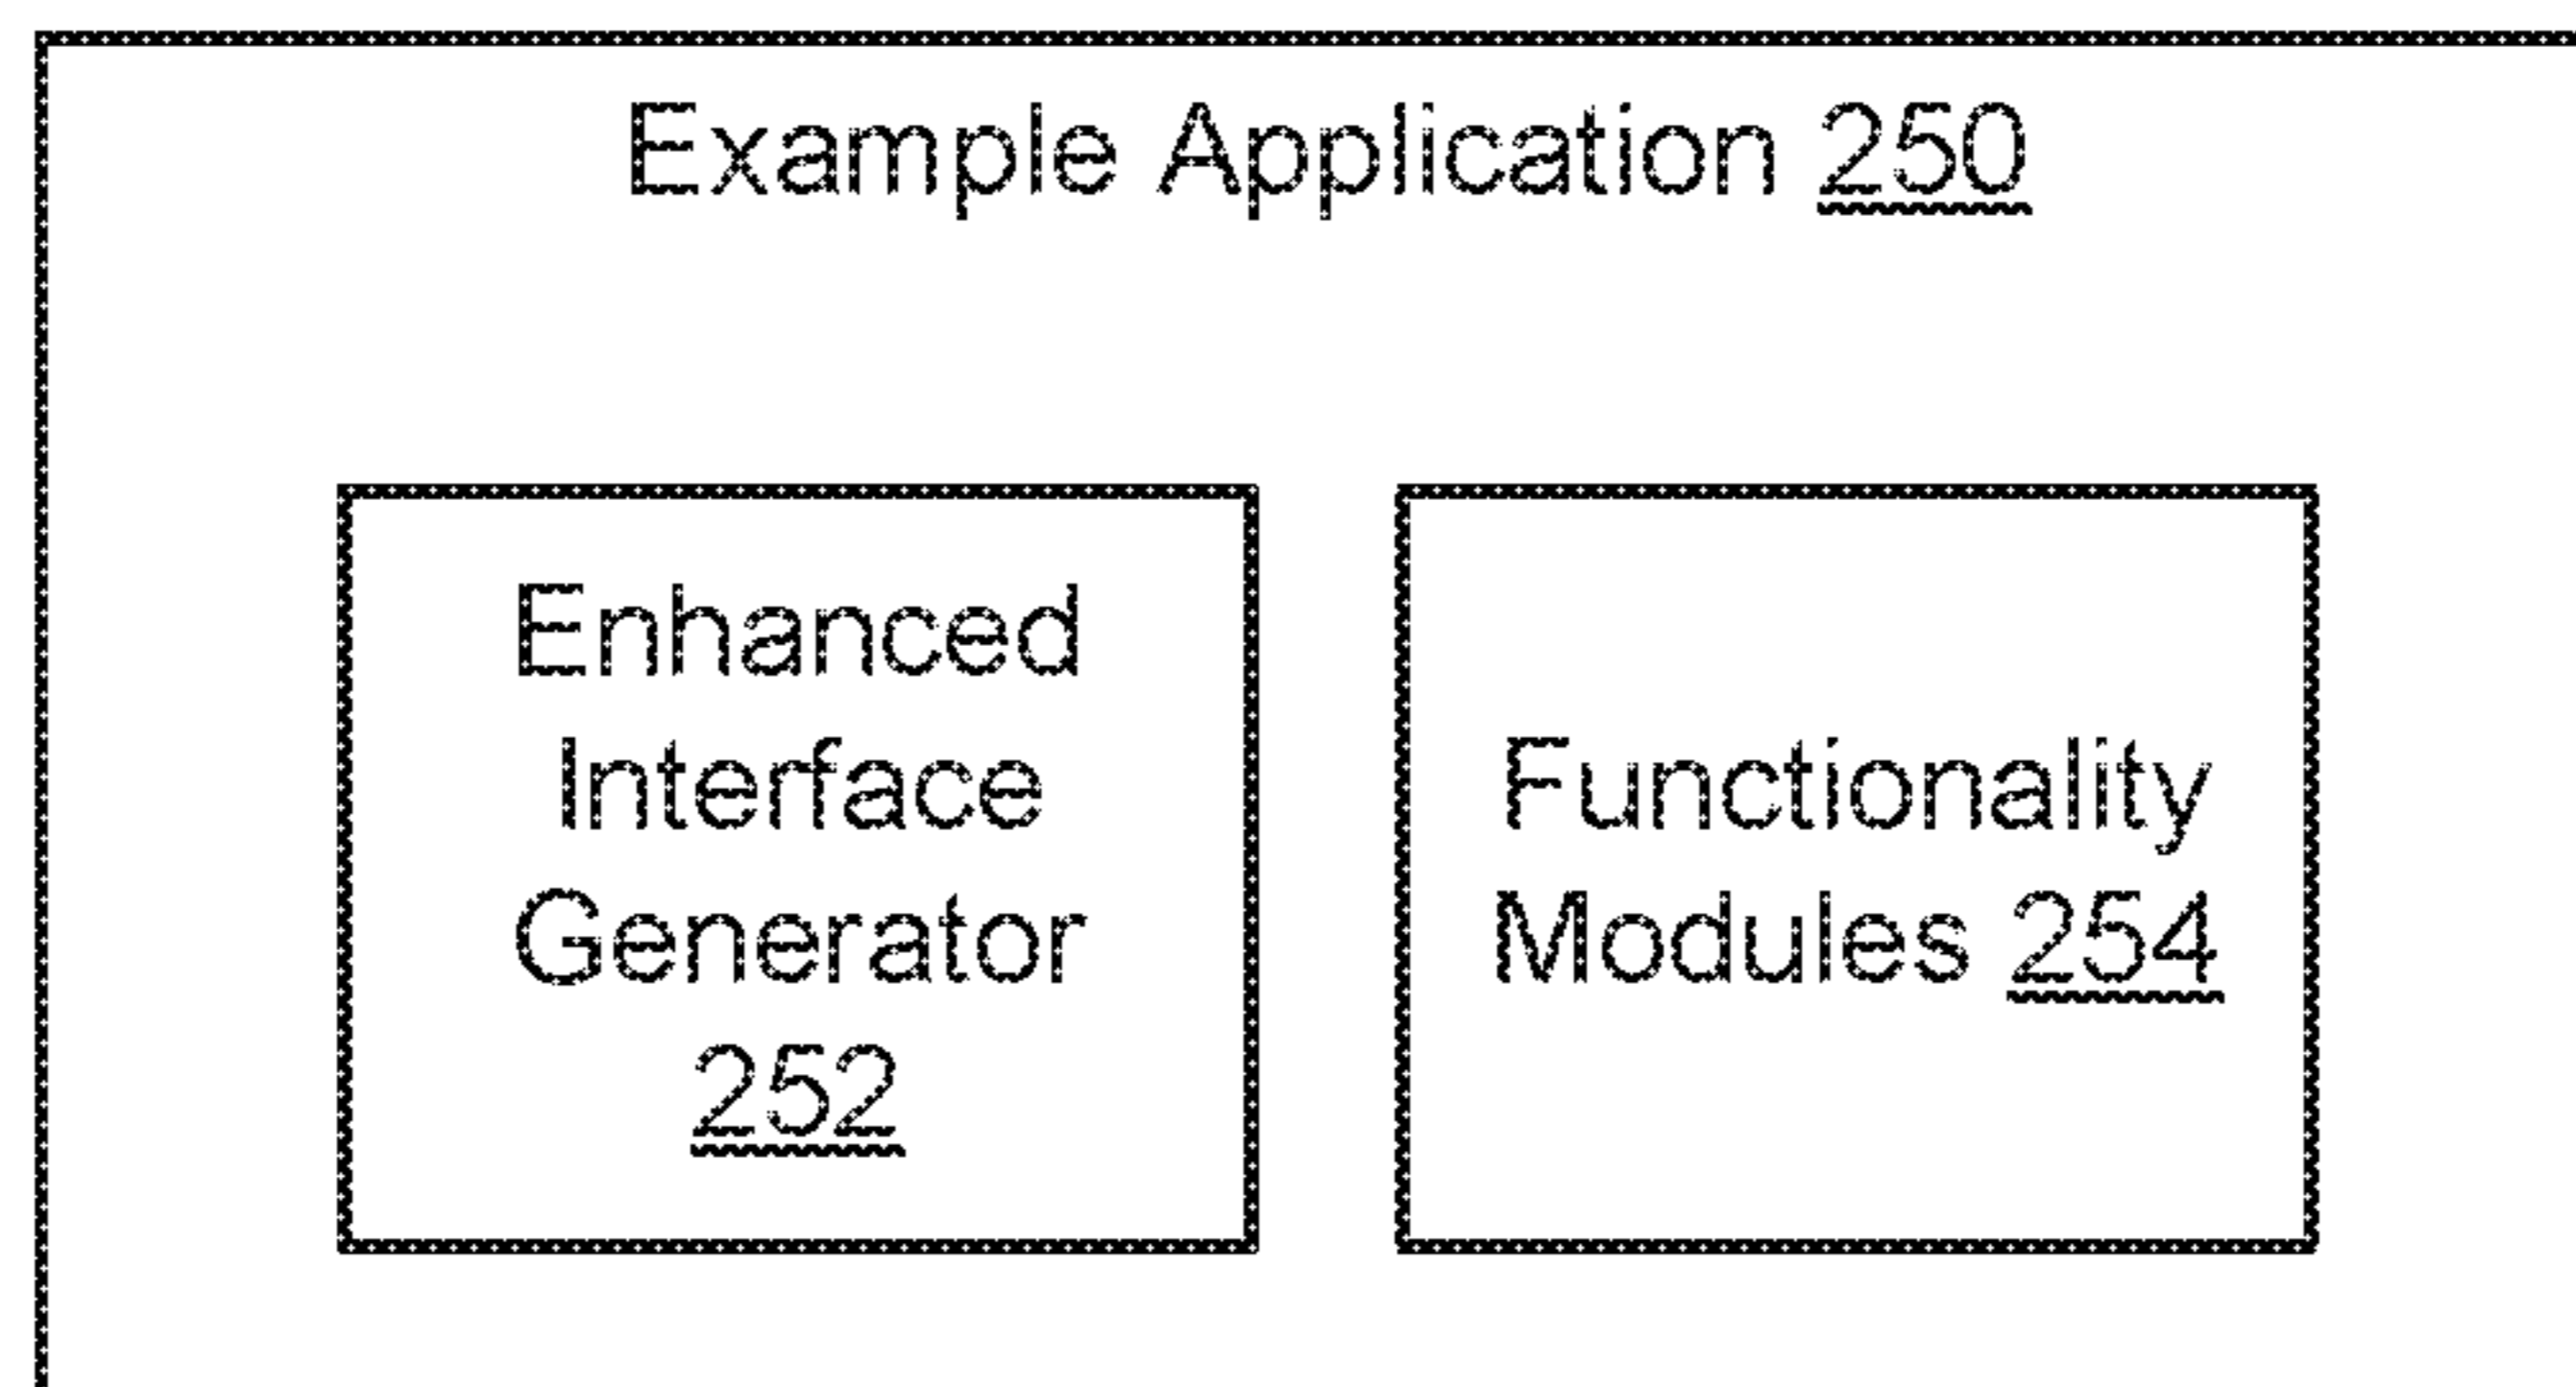 Example Application 250
Enhanced
Interface
Generator
252
Functionality
Modules 254